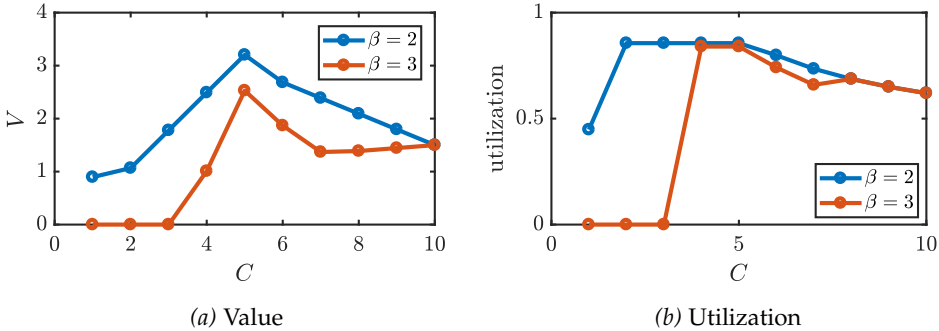 4
3
2
1
0
V
0
2
4
6
8
10
C
β = 2
β = 3
(a) Value
1
0.5
0
utilization
0
5
10
C
β = 2
β = 3
(b) Utilization